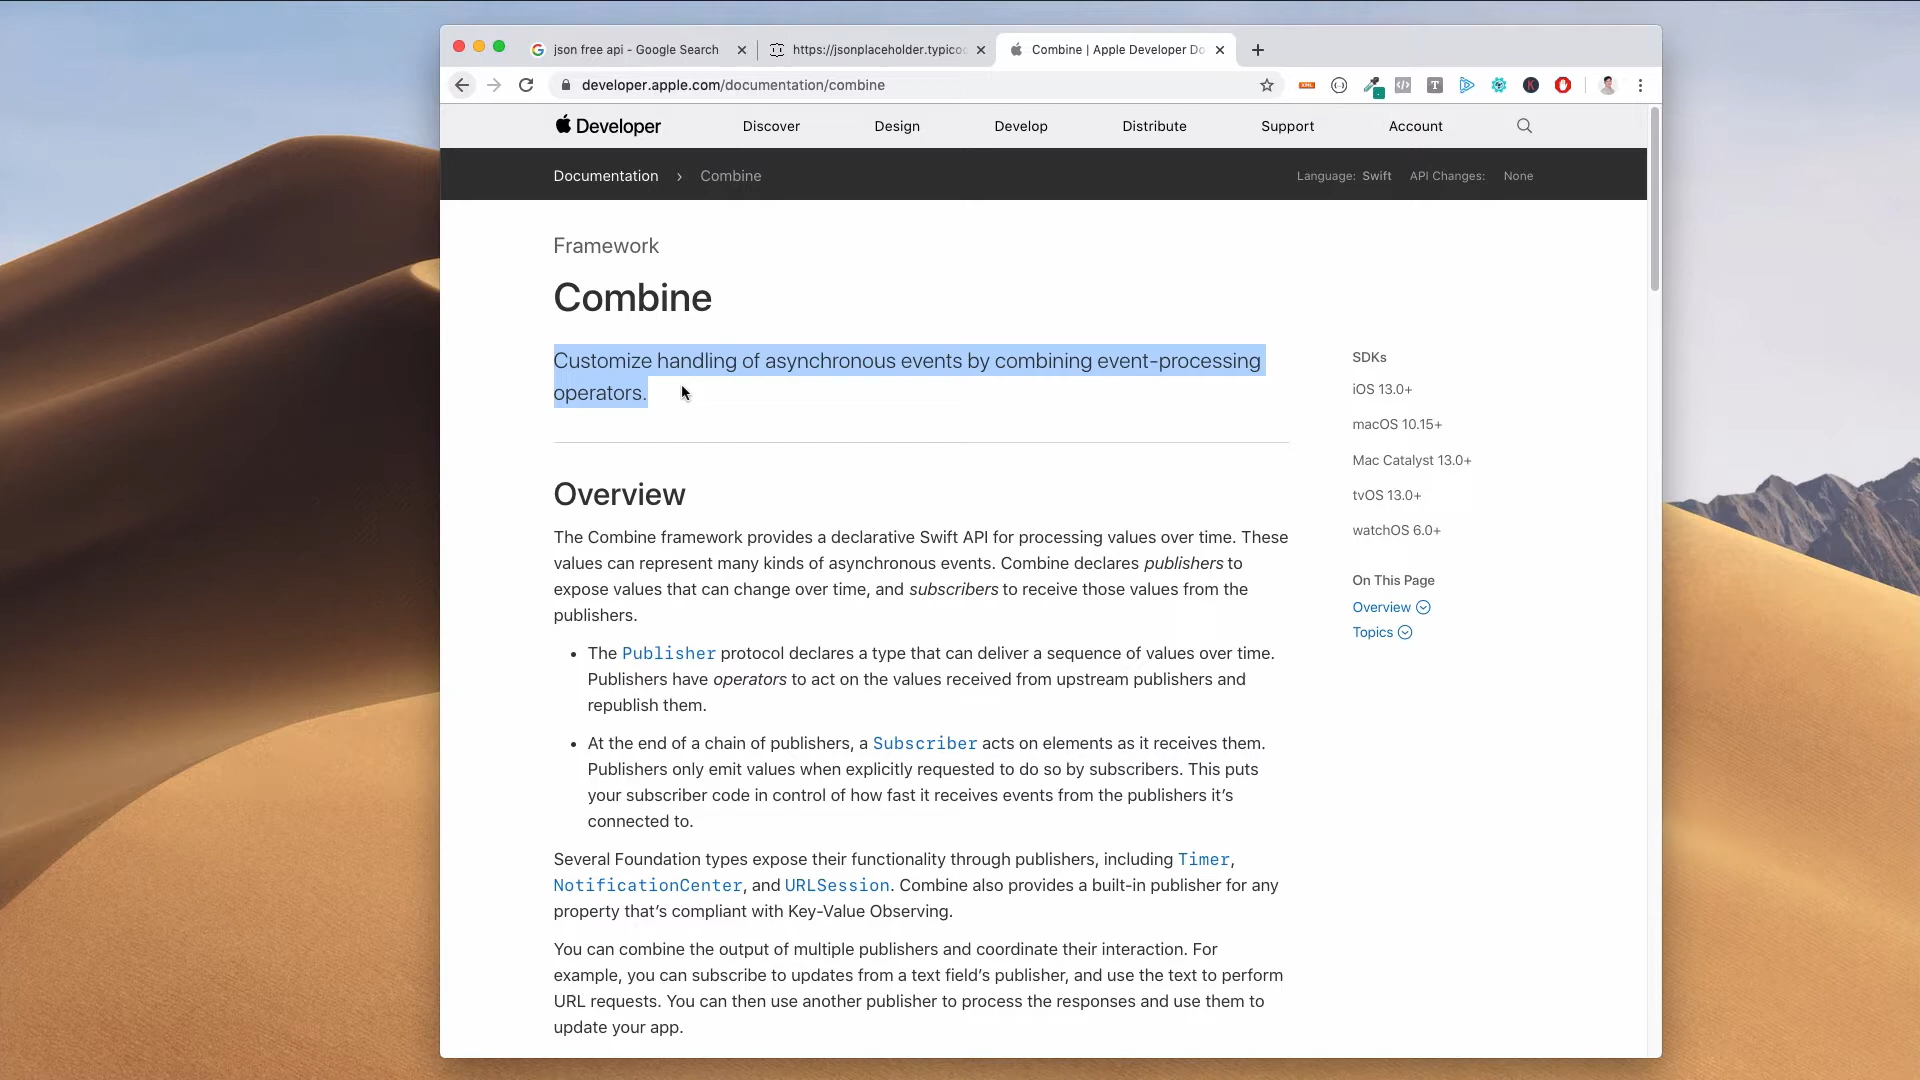 json free api - Google Search
https://jsonplaceholder.typico
Combine | Apple Developer Do
developer.apple.com/documentation/combine
Developer
Discover
Design
Develop
Distribute
Support
Account
Documentation
Combine
Language: Swift
API Changes: None
Framework
Combine
Customize handling of asynchronous events by combining event-processing
operators.
SDKs
iOS 13.0+
macOS 10.15+
Mac Catalyst 13.0+
tvOS 13.0+
watchOS 6.0+
On This Page
Overview
Topics
Overview
The Combine framework provides a declarative Swift API for processing values over time. These
values can represent many kinds of asynchronous events. Combine declares publishers to
expose values that can change over time, and subscribers to receive those values from the
publishers.
• The Publisher protocol declares a type that can deliver a sequence of values over time.
Publishers have operators to act on the values received from upstream publishers and
republish them.
• At the end of a chain of publishers, a Subscriber acts on elements as it receives them.
Publishers only emit values when explicitly requested to do so by subscribers. This puts
your subscriber code in control of how fast it receives events from the publishers it’s
connected to.
Several Foundation types expose their functionality through publishers, including Timer,
NotificationCenter, and URLSession. Combine also provides a built-in publisher for any
property that’s compliant with Key-Value Observing.
You can combine the output of multiple publishers and coordinate their interaction. For
example, you can subscribe to updates from a text field’s publisher, and use the text to perform
URL requests. You can then use another publisher to process the responses and use them to
update your app.